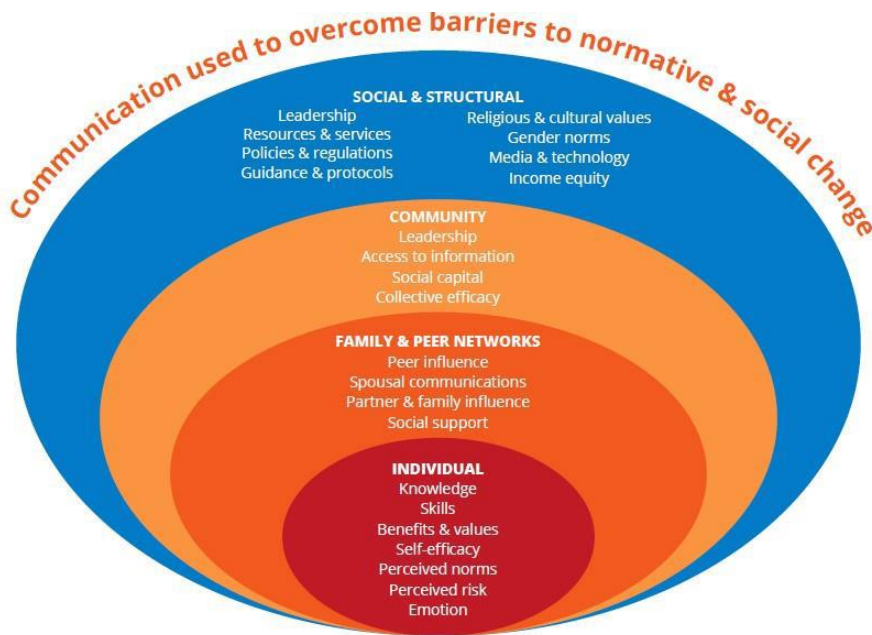 Communication used to overcome barriers to normative & social change
SOCIAL & STRUCTURAL
Leadership
Resources & services
Policies & regulations
Guidance & protocols
Religious & cultural values
Gender norms
Media & technology
Income equity
COMMUNITY
Leadership
Access to information
Social capital
Collective efficacy
FAMILY & PEER NETWORKS
Peer influence
Spousal communications
Partner & family influence
Social support
INDIVIDUAL
Knowledge
Skills
Benefits & values
Self-efficacy
Perceived norms
Perceived risk
Emotion